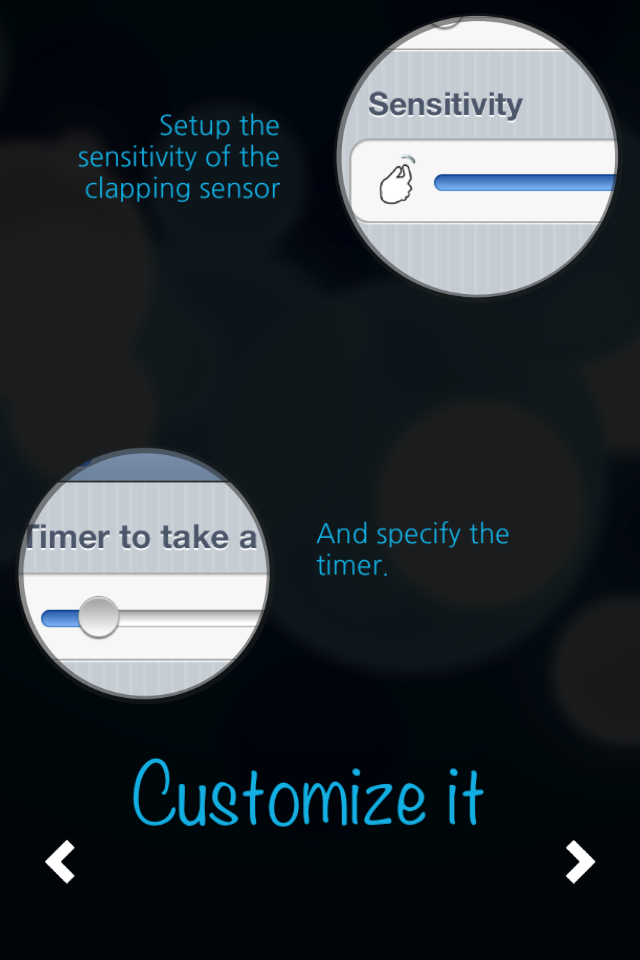 Sensitivity
Setup the
sensitivity of the
clapping sensor
Timer to take a
And specify the
timer.
Customize it